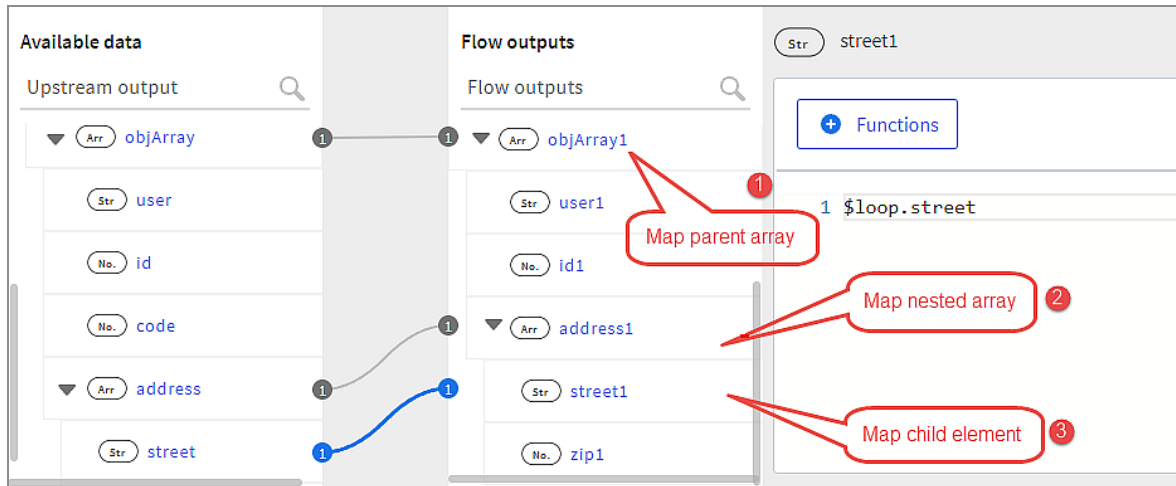 Available data
Upstream output
Arr objArray 1
Str user
No. id
No. code
Arr address 1
Str street 1
Flow outputs
Flow outputs
1 Arr objArray1
Str user1
No. id1
1 Arr address1
1 Str street1
No. zip1
Str street1
Functions
1 $loop.street
1
Map parent array
Map nested array 2
Map child element 3